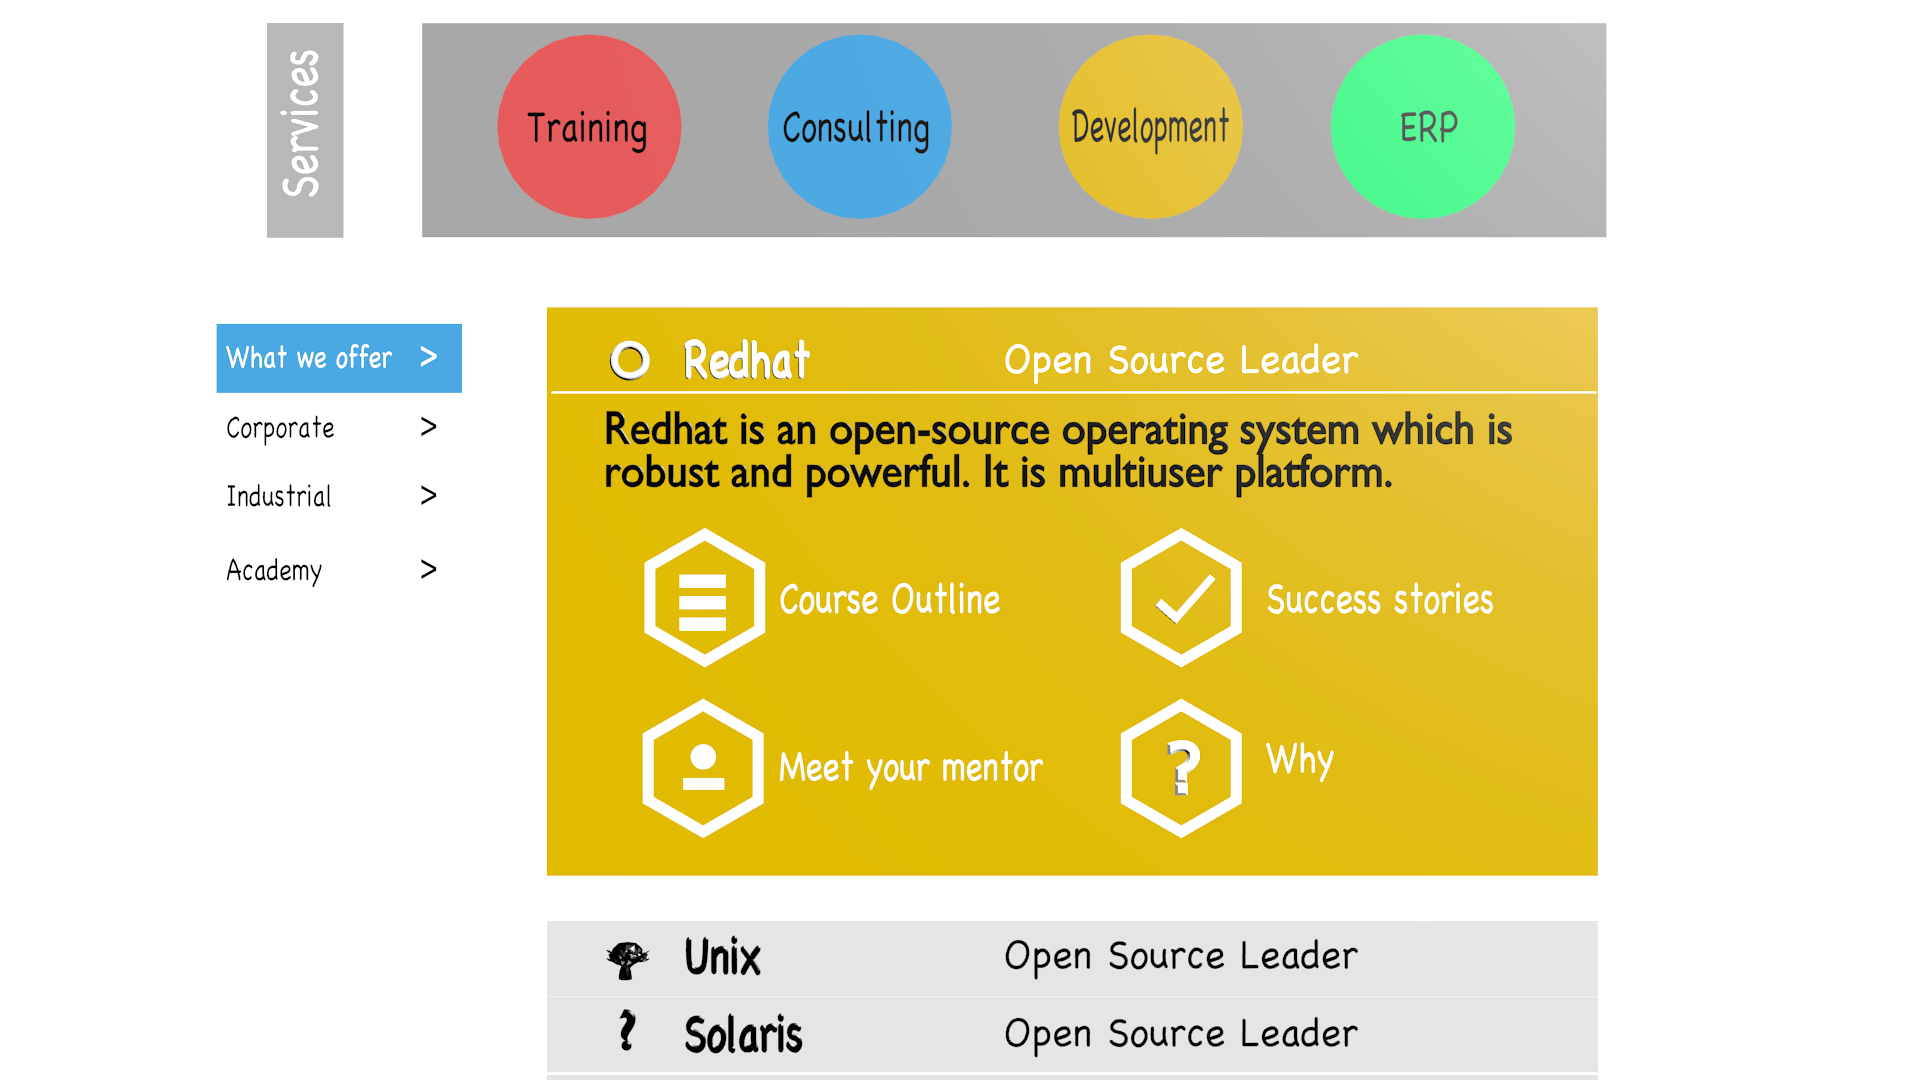 Services
Training
Consulting
Development
ERP
What we offer >
Corporate >
Industrial >
Academy >
Redhat
Open Source Leader
Redhat is an open-source operating system which is
robust and powerful. It is multiuser platform.
Course Outline
Success stories
Meet your mentor
?
Why
Unix
Open Source Leader
?
Solaris
Open Source Leader